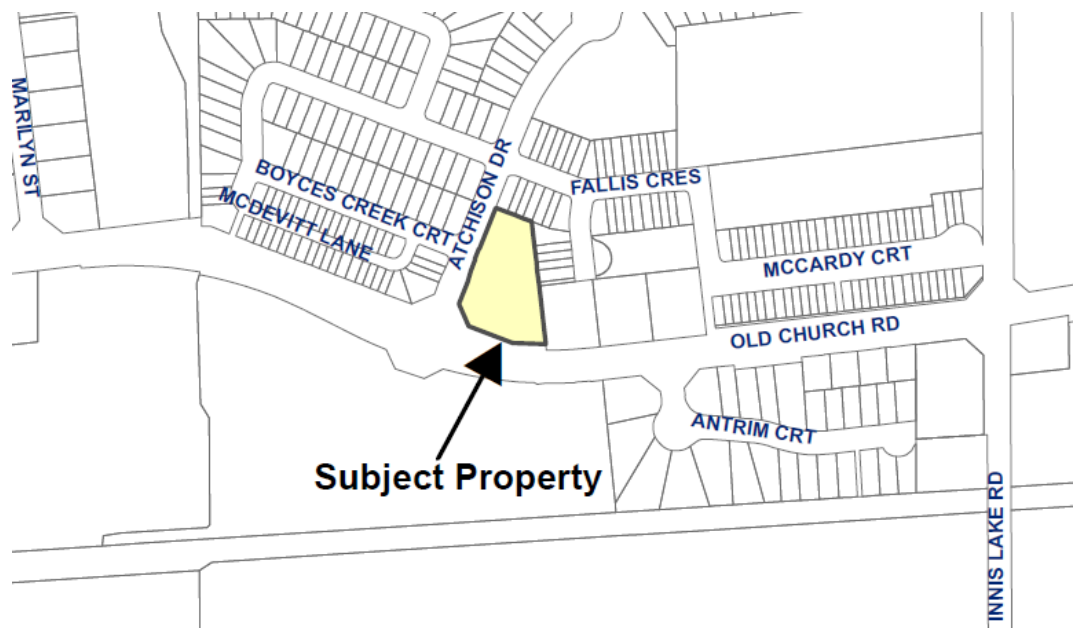 MARILYN ST
BOYCES CREEK CRT
MCDEVITT LANE
ATCHISON DR
FALLIS CRES
MCCARDY CRT
OLD CHURCH RD
ANTRIM CRT
Subject Property
INNIS LAKE RD